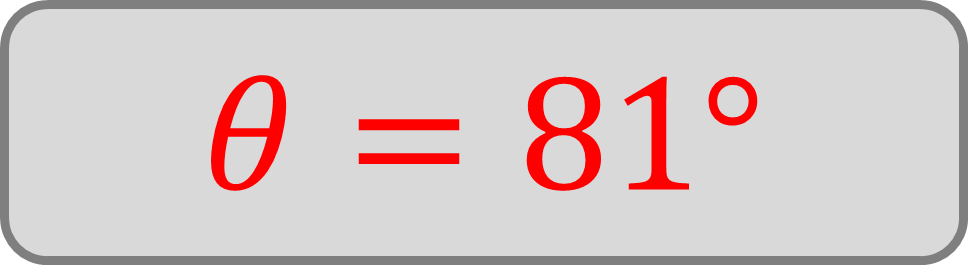 θ = 81°